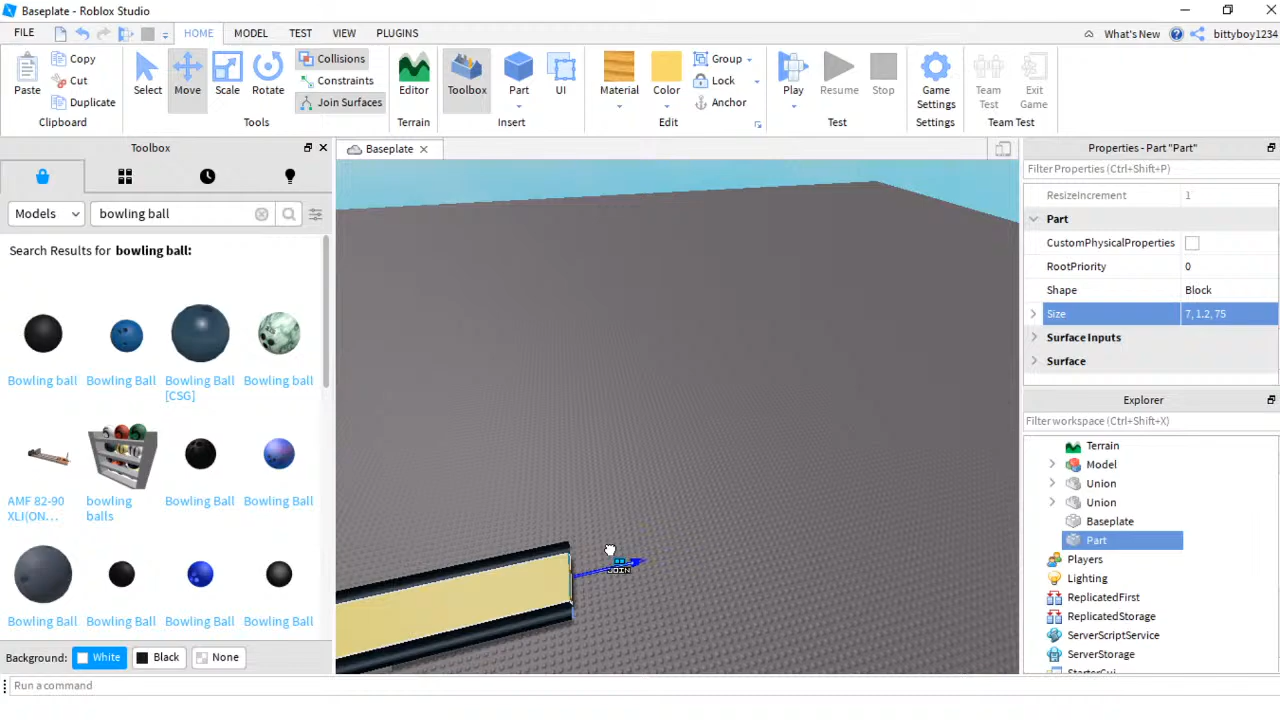 Baseplate - Roblox Studio
FILE HOME MODEL TEST VIEW PLUGINS What's New bittyboy1234
Paste Copy Cut Duplicate Clipboard
Select Move Scale Rotate Collisions Constraints Join Surfaces Tools
Editor Terrain
Toolbox Part UI Insert
Material Color Group Lock Anchor Edit
Play Resume Stop Test
Game Settings Settings
Team Test Exit Game Team Test
Toolbox
Models bowling ball
Search Results for bowling ball:
Bowling ball Bowling Ball Bowling Ball [CSG] Bowling ball
AMF 82-90 XLI(ON... bowling balls Bowling Ball Bowling Ball
Bowling Ball Bowling Ball Bowling Ball Bowling Ball
Background: White Black None
Run a command
Baseplate
JOIN
Properties - Part "Part"
Filter Properties (Ctrl+Shift+P)
ResizeIncrement 1
Part
CustomPhysicalProperties
RootPriority 0
Shape Block
Size 7, 1.2, 75
Surface Inputs
Surface
Explorer
Filter workspace (Ctrl+Shift+X)
Terrain
Model
Union
Union
Baseplate
Part
Players
Lighting
ReplicatedFirst
ReplicatedStorage
ServerScriptService
ServerStorage
StarterGui